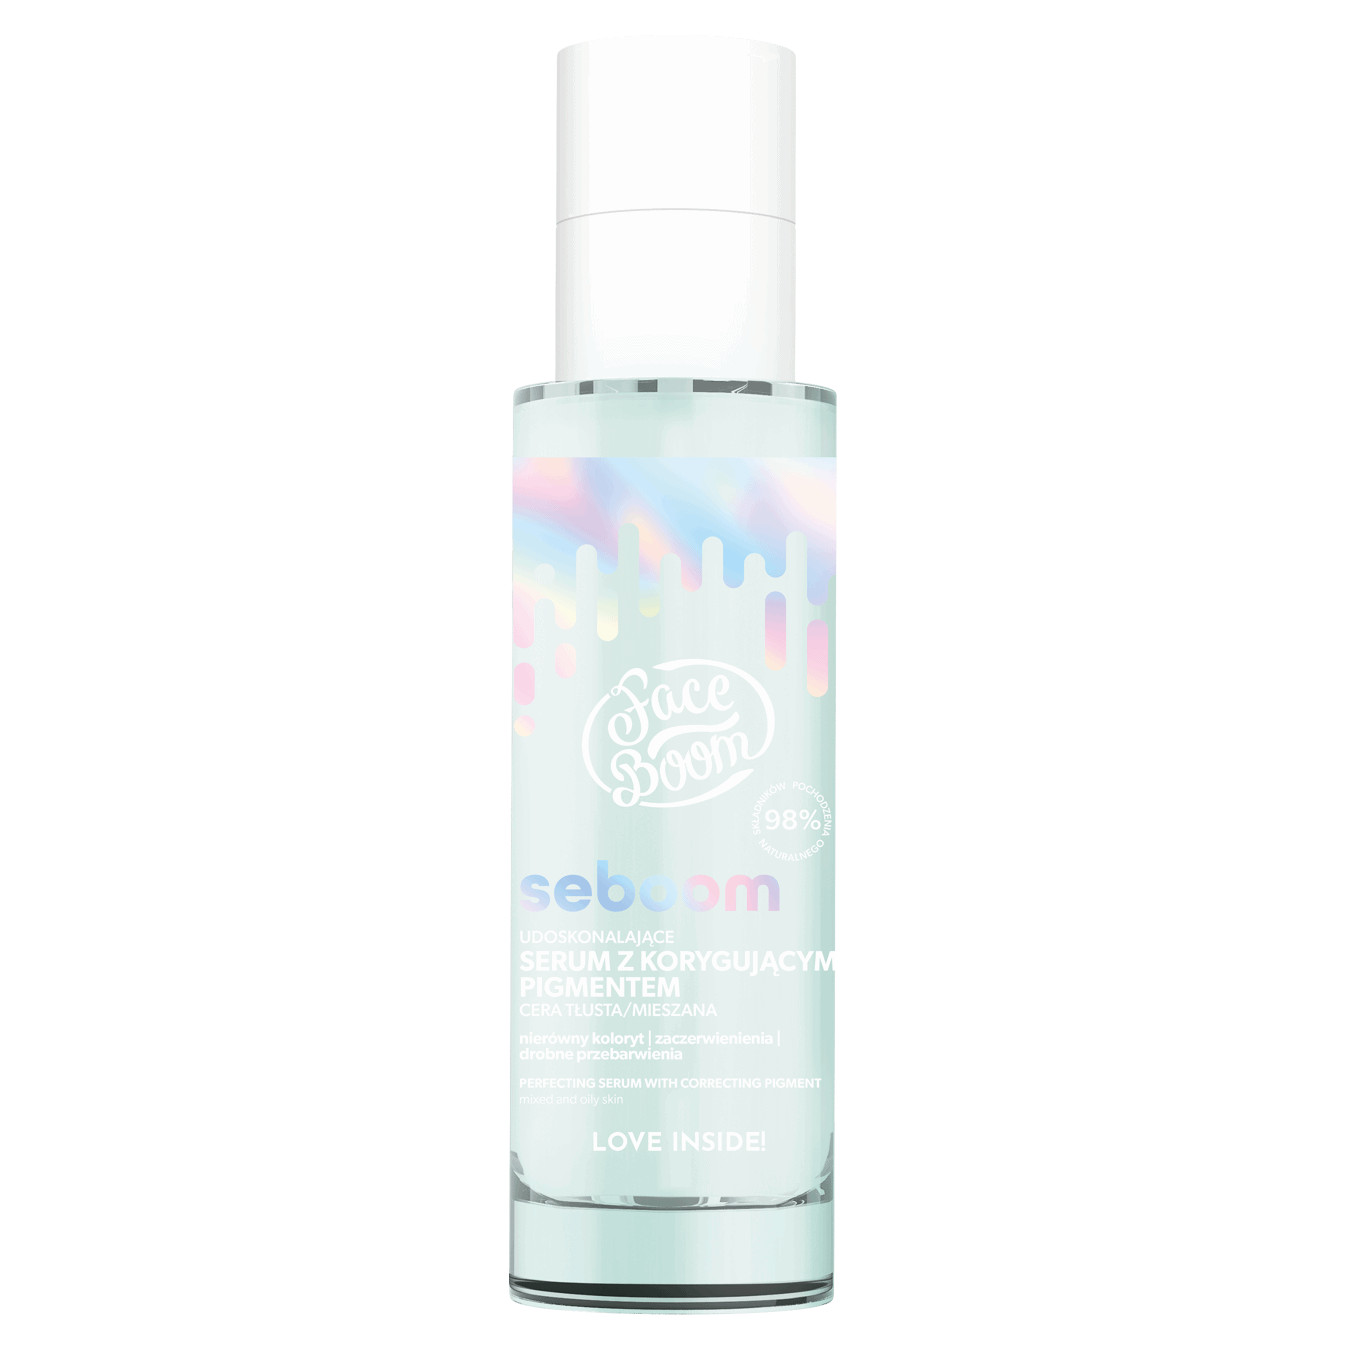 Face
Boom
SKŁADNIKÓW POCHODZENIA NATURALNEGO
98%
seboom
UDOSKONALAJĄCE
SERUM Z KORYGUJĄCYM
PIGMENTEM
CERA TŁUSTA/MIESZANA
nierówny koloryt | zaczerwienienia |
drobne przebarwienia
PERFECTING SERUM WITH CORRECTING PIGMENT
mixed and oily skin
LOVE INSIDE!